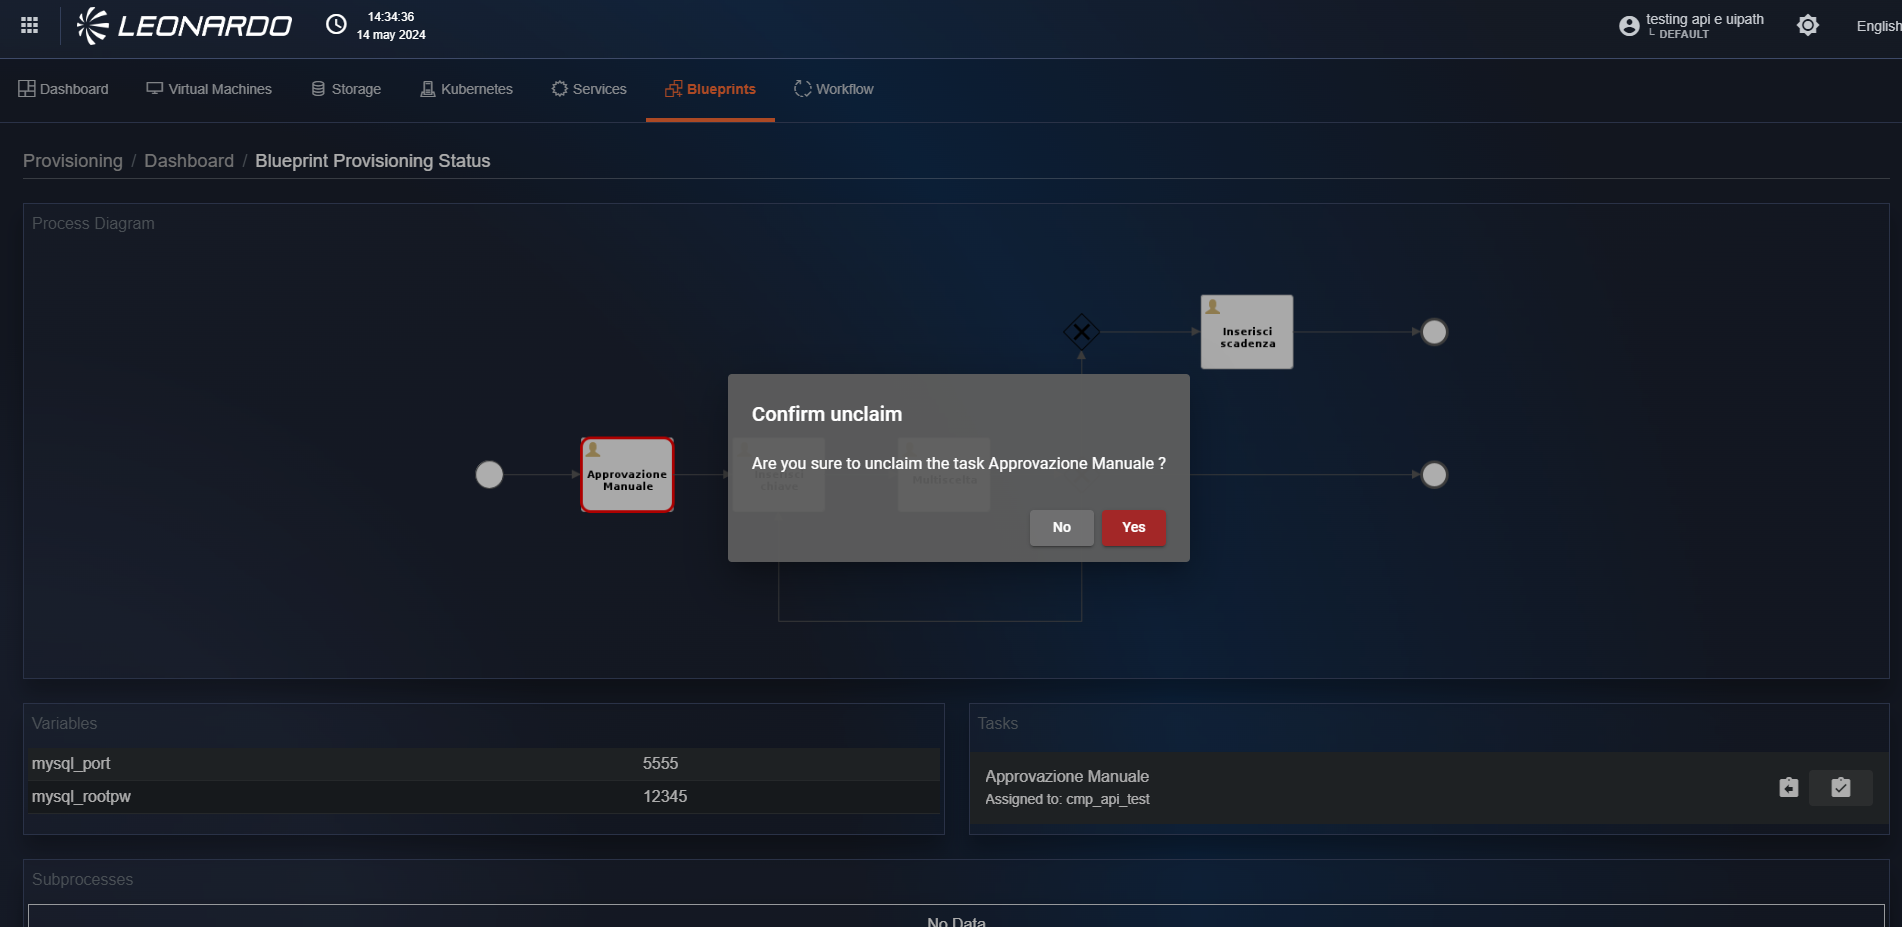 LEONARDO
14:34:36
14 may 2024
testing api e uipath
DEFAULT
English
Dashboard
Virtual Machines
Storage
Kubernetes
Services
Blueprints
Workflow
Provisioning / Dashboard / Blueprint Provisioning Status
Process Diagram
Inserisci
scadenza
Approvazione
Manuale
chiave
Multiscelta
Confirm unclaim
Are you sure to unclaim the task Approvazione Manuale ?
No
Yes
Variables
mysql_port 5555
mysql_rootpw 12345
Tasks
Approvazione Manuale
Assigned to: cmp_api_test
Subprocesses
No Data